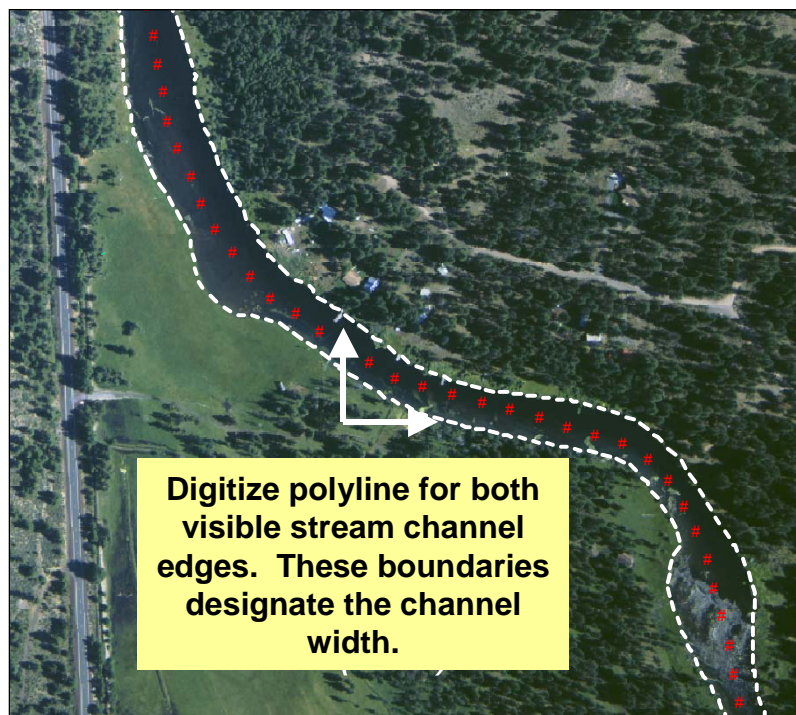 Digitize polyline for both
visible stream channel
edges. These boundaries
designate the channel
width.